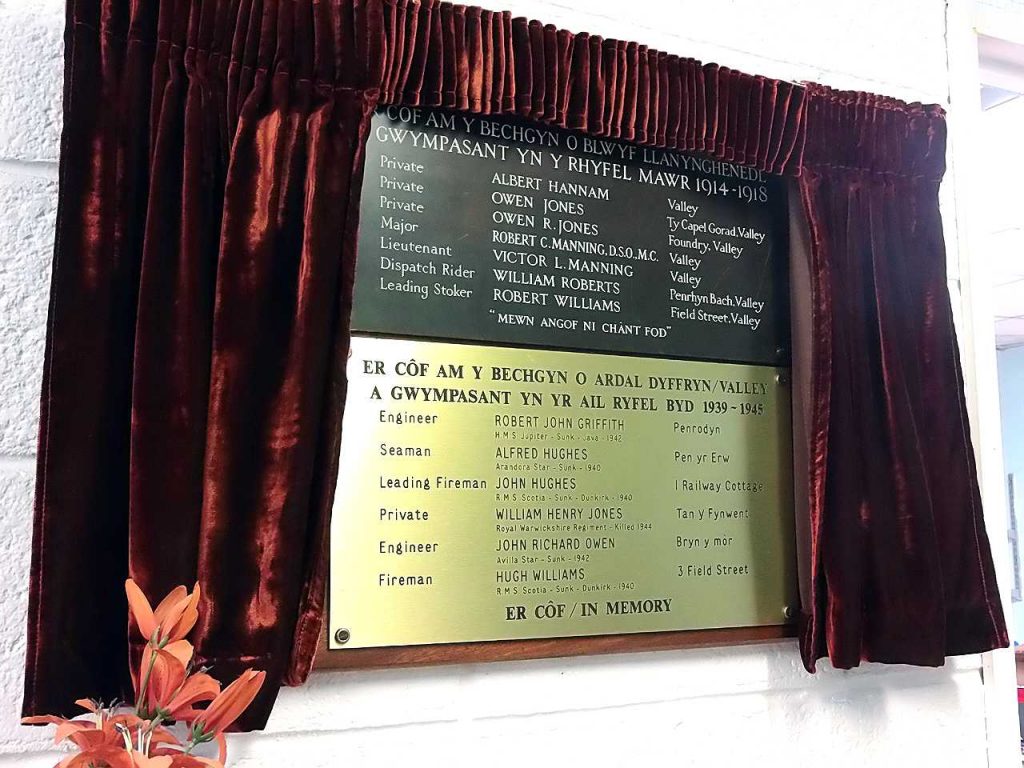 ER CÔF AM Y BECHGYN O BLWYF LLANYNGHENEDL
GWYMPASANT YN Y RHYFEL MAWR 1914-1918
Private ALBERT HANNAM Valley
Private OWEN JONES Ty Capel Gorad, Valley
Private OWEN R. JONES Foundry, Valley
Major ROBERT C. MANNING, D.S.O., M.C. Valley
Lieutenant VICTOR L. MANNING Valley
Dispatch Rider WILLIAM ROBERTS Penrhyn Bach, Valley
Leading Stoker ROBERT WILLIAMS Field Street, Valley
"MEWN ANGOF NI CHÂNT FOD"
ER CÔF AM Y BECHGYN O ARDAL DYFFRYN/VALLEY
A GWYMPASANT YN YR AIL RYFEL BYD 1939~1945
Engineer ROBERT JOHN GRIFFITH Penrodyn
H M S Jupiter - Sunk - Java - 1942
Seaman ALFRED HUGHES Pen yr Erw
Arandora Star - Sunk - 1940
Leading Fireman JOHN HUGHES 1 Railway Cottage
R M S Scotia - Sunk - Dunkirk - 1940
Private WILLIAM HENRY JONES Tan y Fynwent
Royal Warwickshire Regiment - Killed 1944
Engineer JOHN RICHARD OWEN Bryn y môr
Avilla Star - Sunk - 1942
Fireman HUGH WILLIAMS 3 Field Street
R M S Scotia - Sunk - Dunkirk - 1940
ER CÔF / IN MEMORY